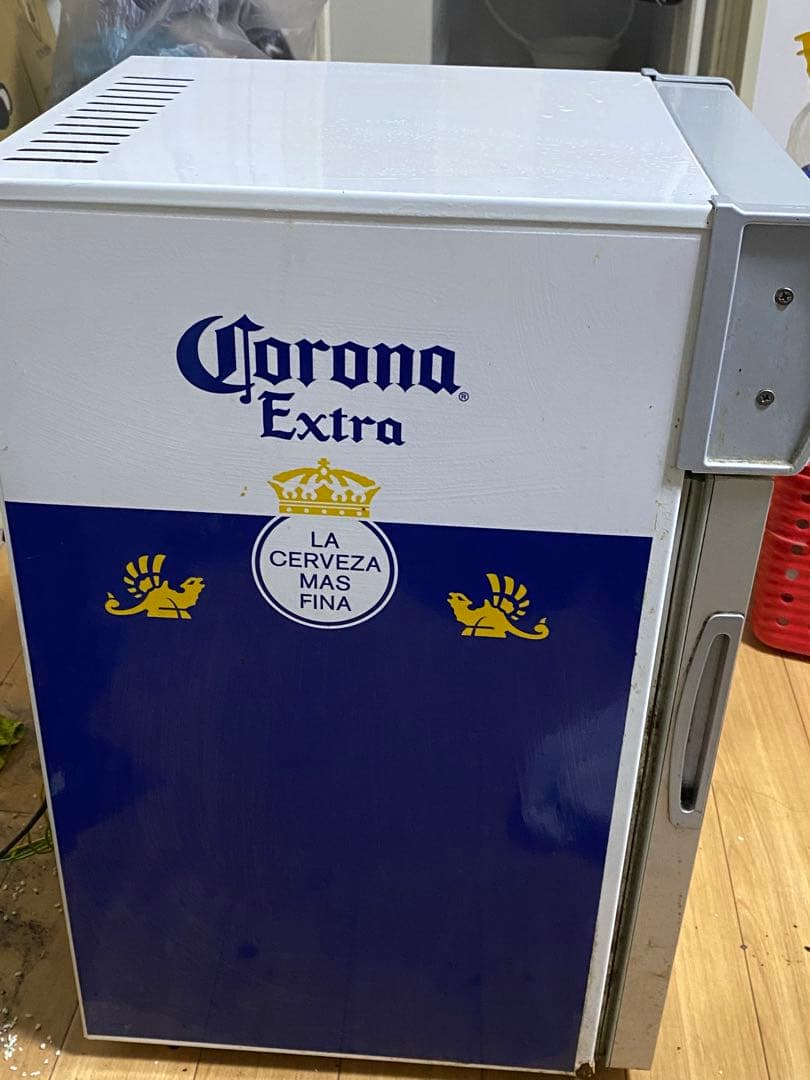 Corona®
Extra
LA
CERVEZA
MAS
FINA